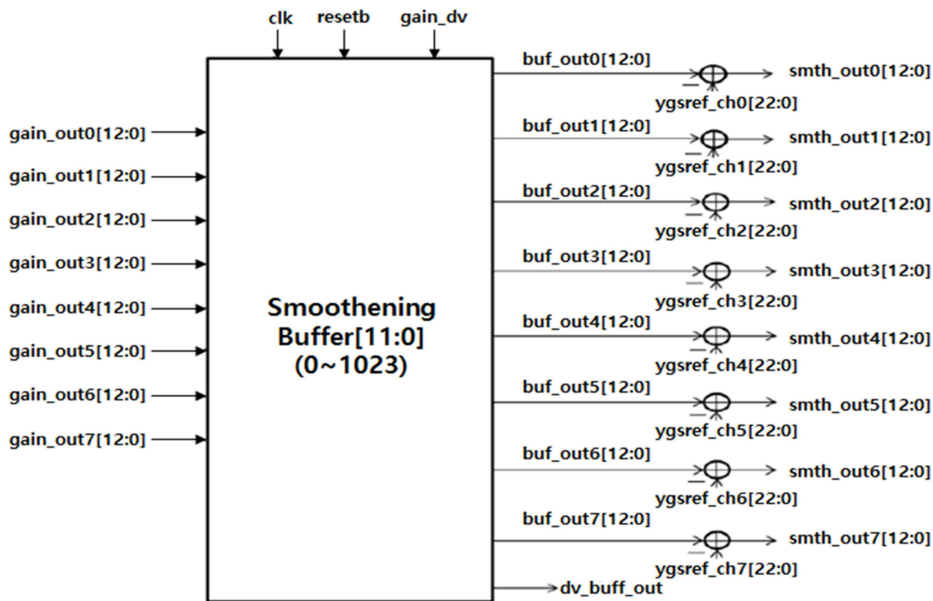 clk resetb gain_dv
gain_out0[12:0]
gain_out1[12:0]
gain_out2[12:0]
gain_out3[12:0]
gain_out4[12:0]
gain_out5[12:0]
gain_out6[12:0]
gain_out7[12:0]
Smoothening
Buffer[11:0]
(0~1023)
buf_out0[12:0]
smth_out0[12:0]
ygsref_ch0[22:0]
buf_out1[12:0]
smth_out1[12:0]
ygsref_ch1[22:0]
buf_out2[12:0]
smth_out2[12:0]
ygsref_ch2[22:0]
buf_out3[12:0]
smth_out3[12:0]
ygsref_ch3[22:0]
buf_out4[12:0]
smth_out4[12:0]
ygsref_ch4[22:0]
buf_out5[12:0]
smth_out5[12:0]
ygsref_ch5[22:0]
buf_out6[12:0]
smth_out6[12:0]
ygsref_ch6[22:0]
buf_out7[12:0]
smth_out7[12:0]
ygsref_ch7[22:0]
dv_buff_out